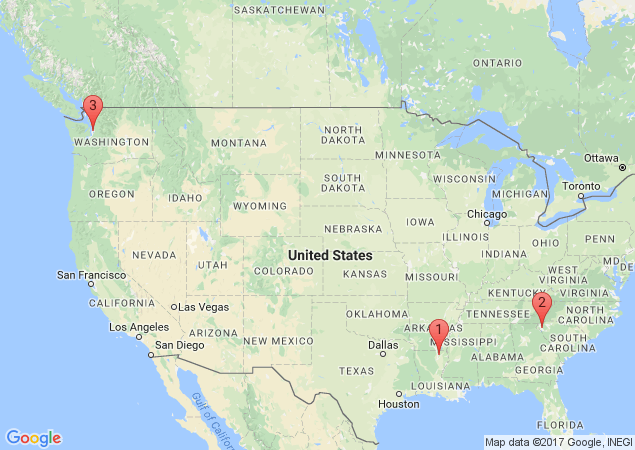 SASKATCHEWAN
ONTARIO
3
WASHINGTON
MONTANA
NORTH
DAKOTA
MINNESOTA
Ottawa
OREGON
IDAHO
SOUTH
DAKOTA
WISCONSIN
MICHIGAN
Toronto
WYOMING
IOWA
Chicago
NEBRASKA
ILLINOIS
INDIANA
OHIO
PENN
NEVADA
UTAH
United States
COLORADO
KANSAS
MISSOURI
WEST
VIRGINIA
MD
DE
San Francisco
CALIFORNIA
Las Vegas
KENTUCKY
VIRGINIA
2
OKLAHOMA
TENNESSEE
NORTH
CAROLINA
Los Angeles
ARIZONA
NEW MEXICO
ARKANSAS
1
MISSISSIPPI
SOUTH
CAROLINA
San Diego
Dallas
ALABAMA
GEORGIA
TEXAS
LOUISIANA
Houston
Gulf of California
FLORIDA
Google
Map data ©2017 Google, INEGI